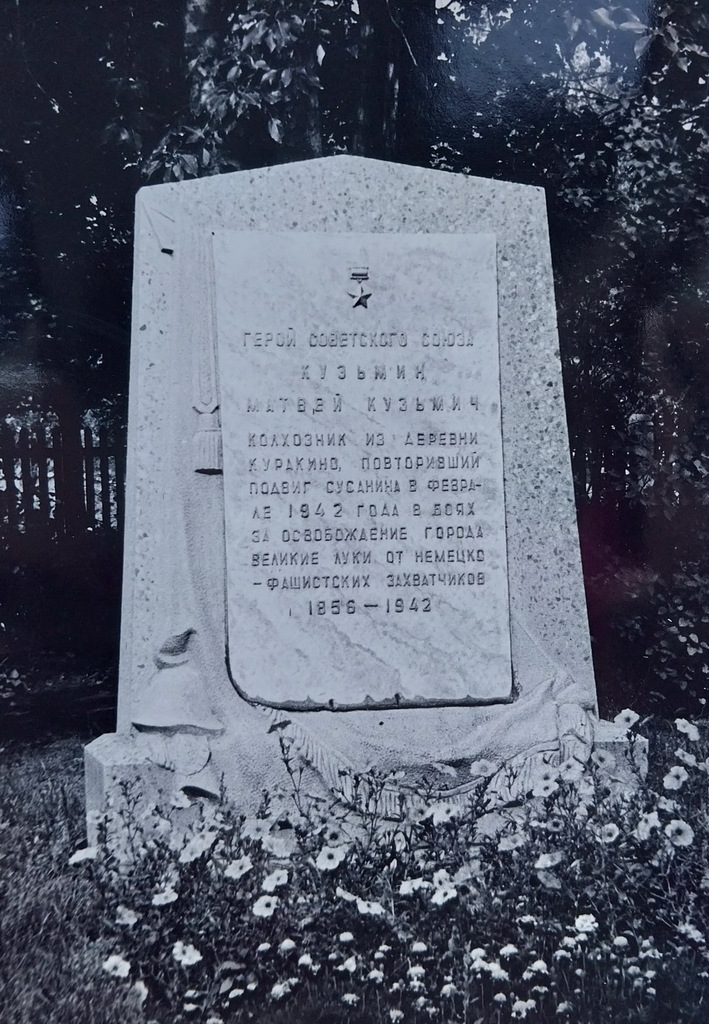 ГЕРОЙ СОВЕТСКОГО СОЮЗА
КУЗЬМИН
МАТВЕЙ КУЗЬМИЧ
КОЛХОЗНИК ИЗ ДЕРЕВНИ
КУРАКИНО, ПОВТОРИВШИЙ
ПОДВИГ СУСАНИНА В ФЕВРА-
ЛЕ 1942 ГОДА В БОЯХ
ЗА ОСВОБОЖДЕНИЕ ГОРОДА
ВЕЛИКИЕ ЛУКИ ОТ НЕМЕЦКО
-ФАШИСТСКИХ ЗАХВАТЧИКОВ
1856-1942